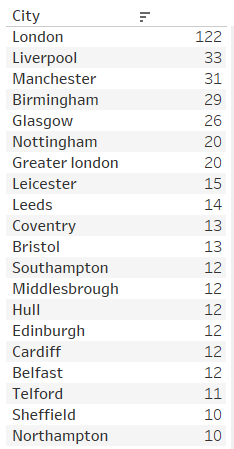 City
London 122
Liverpool 33
Manchester 31
Birmingham 29
Glasgow 26
Nottingham 20
Greater london 20
Leicester 15
Leeds 14
Coventry 13
Bristol 13
Southampton 12
Middlesbrough 12
Hull 12
Edinburgh 12
Cardiff 12
Belfast 12
Telford 11
Sheffield 10
Northampton 10